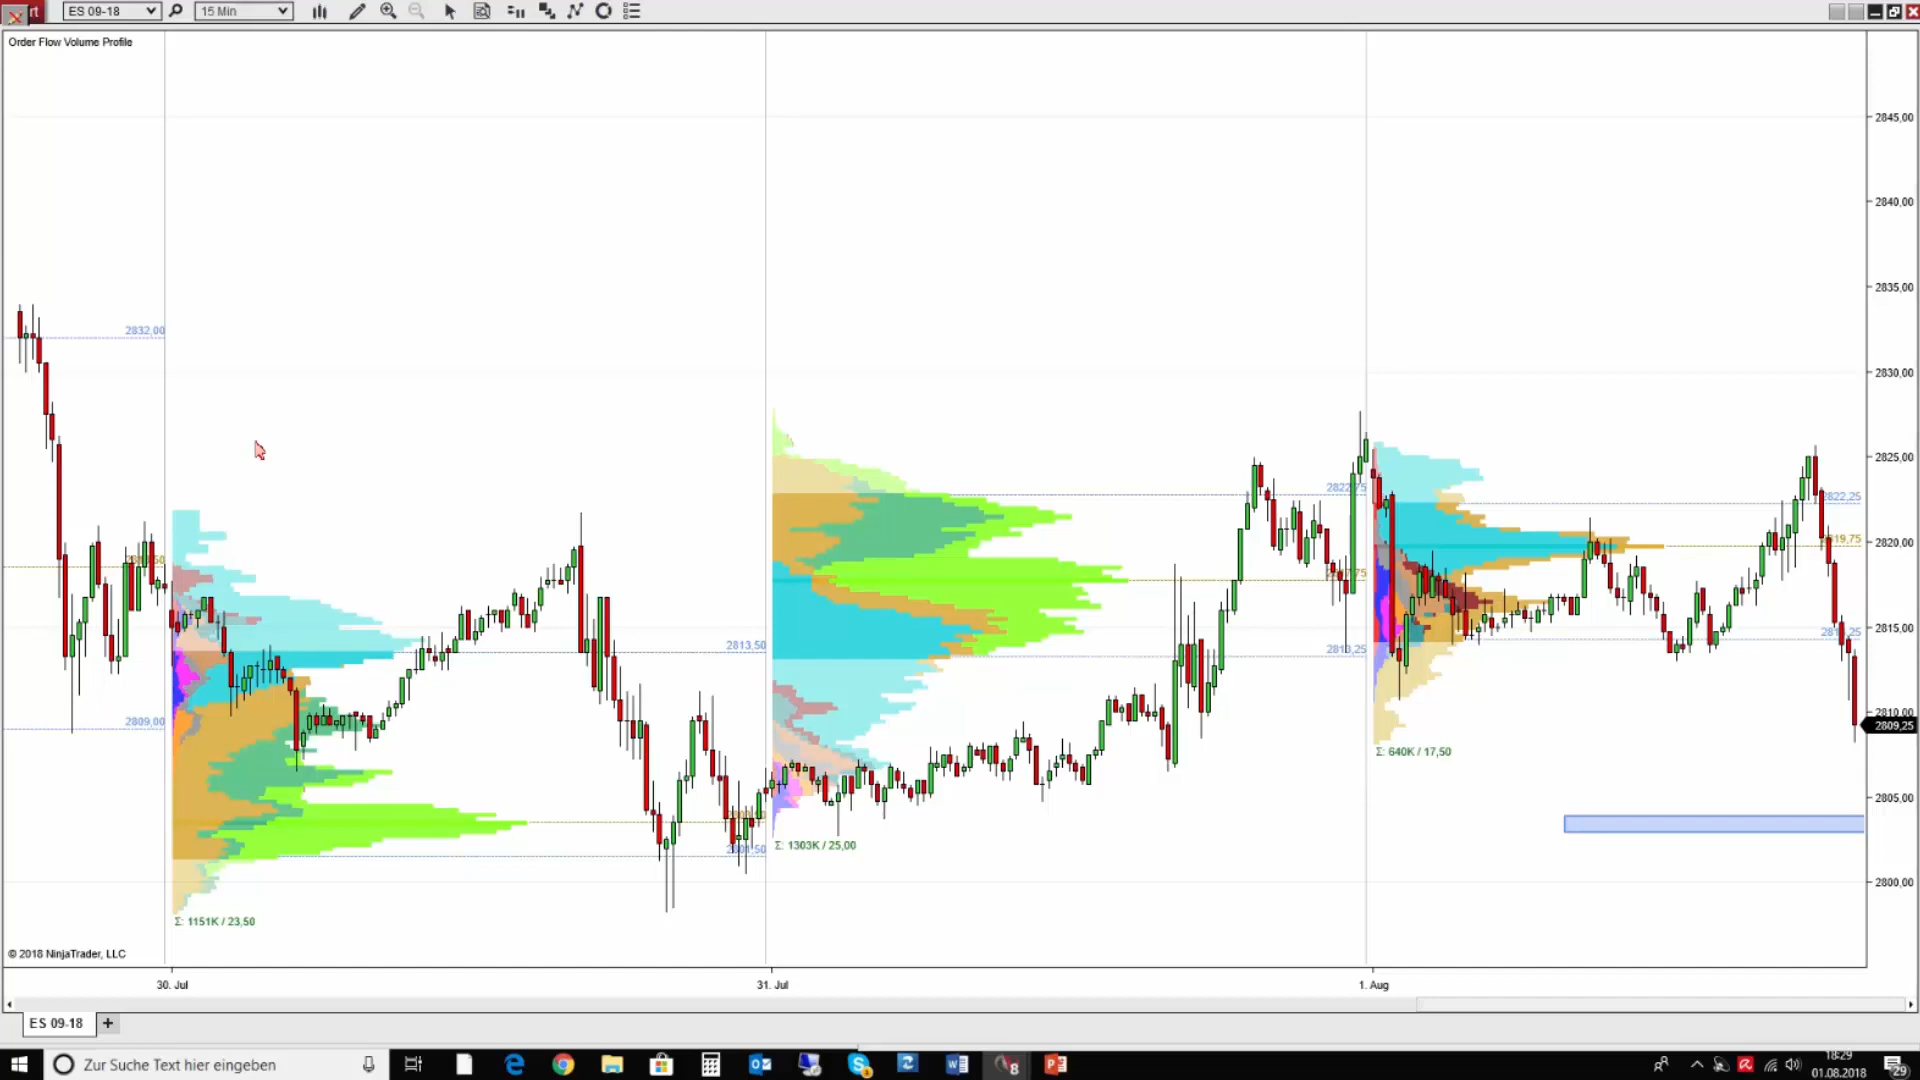 rt ES 09-18 15 Min
Order Flow Volume Profile
2845,00
2840,00
2835,00
2832,00
2830,00
2825,00
2822,75
2822,25
2820,00
2815,00
2813,50
2813,25
2810,00
2809,25
2809,00
2805,00
Σ: 640K / 17,50
Σ: 1303K / 25,00
2800,00
Σ: 1151K / 23,50
© 2018 NinjaTrader, LLC
30. Jul
31. Jul
1. Aug
ES 09-18 +
Zur Suche Text hier eingeben
18:29
01.08.2018
29